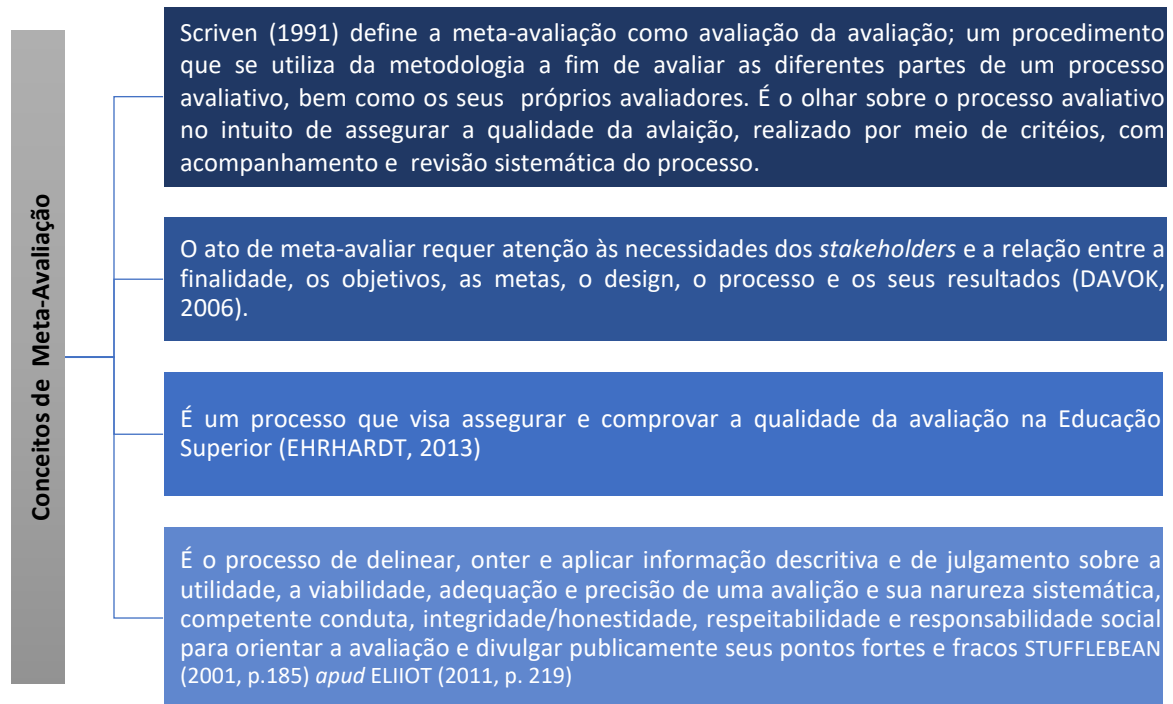 Conceitos de Meta-Avaliação
Scriven (1991) define a meta-avaliação como avaliação da avaliação; um procedimento
que se utiliza da metodologia a fim de avaliar as diferentes partes de um processo
avaliativo, bem como os seus próprios avaliadores. É o olhar sobre o processo avaliativo
no intuito de assegurar a qualidade da avlaição, realizado por meio de critéios, com
acompanhamento e revisão sistemática do processo.
O ato de meta-avaliar requer atenção às necessidades dos stakeholders e a relação entre a
finalidade, os objetivos, as metas, o design, o processo e os seus resultados (DAVOK,
2006).
É um processo que visa assegurar e comprovar a qualidade da avaliação na Educação
Superior (EHRHARDT, 2013)
É o processo de delinear, onter e aplicar informação descritiva e de julgamento sobre a
utilidade, a viabilidade, adequação e precisão de uma avalição e sua narureza sistemática,
competente conduta, integridade/honestidade, respeitabilidade e responsabilidade social
para orientar a avaliação e divulgar publicamente seus pontos fortes e fracos STUFFLEBEAN
(2001, p.185) apud ELIIOT (2011, p. 219)